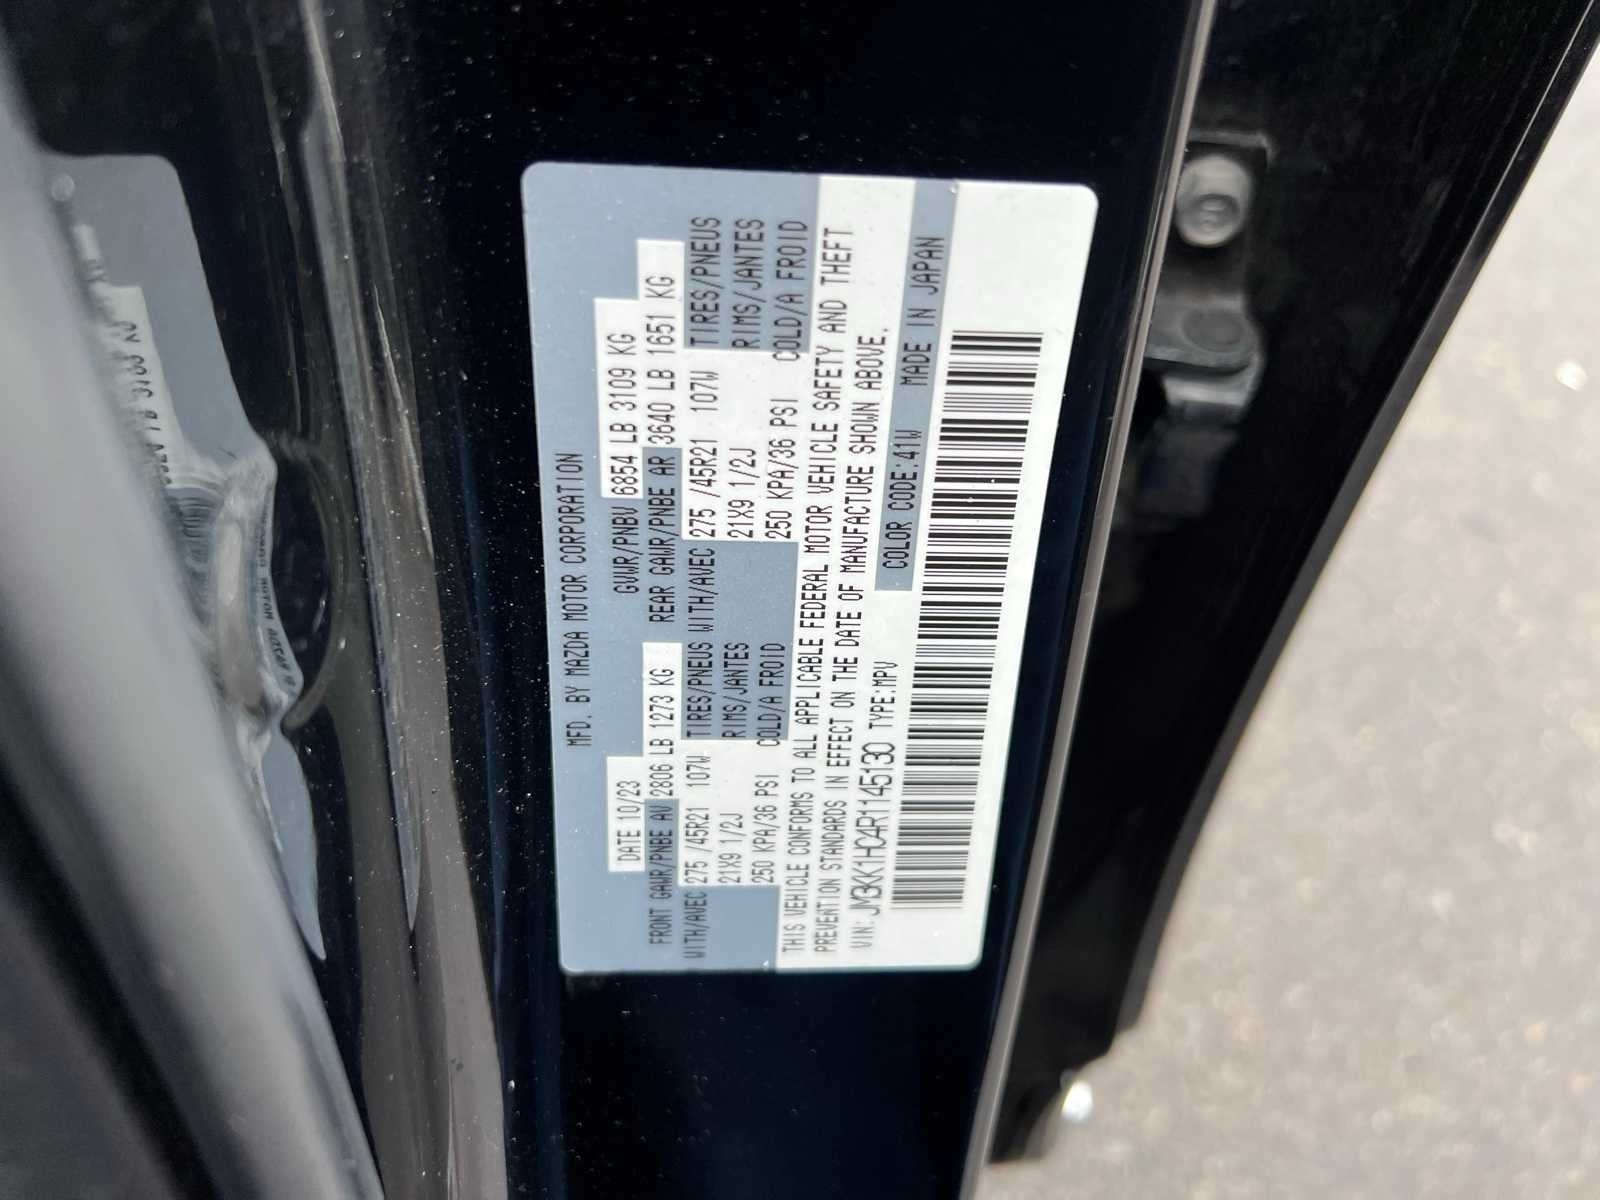 MFD. BY MAZDA MOTOR CORPORATION
DATE 10/23 GVWR/PNBV 6854 LB 3109 KG
FRONT GAWR/PNBE AV 2806 LB 1273 KG REAR GAWR/PNBE AR 3640 LB 1651 KG
WITH/AVEC 275 /45R21 107W TIRES/PNEUS WITH/AVEC 275 /45R21 107W TIRES/PNEUS
21X9 1/2J RIMS/JANTES 21X9 1/2J RIMS/JANTES
250 KPA/36 PSI COLD/A FROID 250 KPA/36 PSI COLD/A FROID
THIS VEHICLE CONFORMS TO ALL APPLICABLE FEDERAL MOTOR VEHICLE SAFETY AND THEFT
PREVENTION STANDARDS IN EFFECT ON THE DATE OF MANUFACTURE SHOWN ABOVE.
VIN: JM3KK1HC4R1145130 TYPE:MPV COLOR CODE:41W MADE IN JAPAN